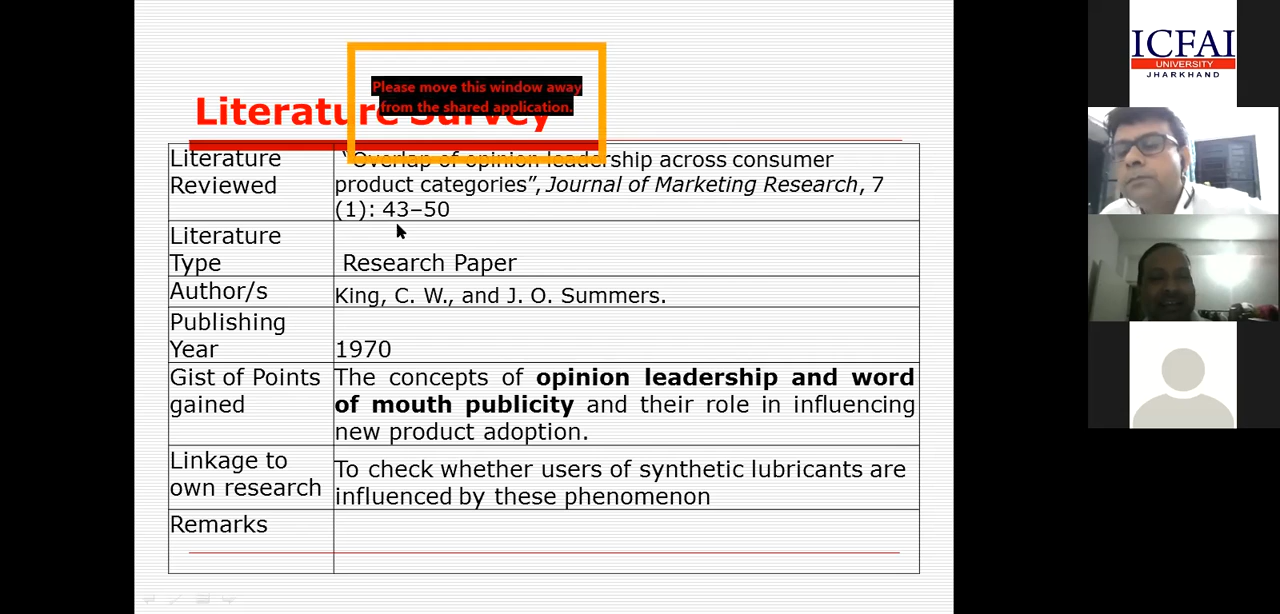 Please move this window away
from the shared application.
Literature Survey
Literature
Reviewed
"Overlap of opinion leadership across consumer
product categories”, Journal of Marketing Research, 7
(1): 43–50
Literature
Type
Research Paper
Author/s
King, C. W., and J. O. Summers.
Publishing
Year
1970
Gist of Points
gained
The concepts of opinion leadership and word
of mouth publicity and their role in influencing
new product adoption.
Linkage to
own research
To check whether users of synthetic lubricants are
influenced by these phenomenon
Remarks
ICFAI
UNIVERSITY
JHARKHAND